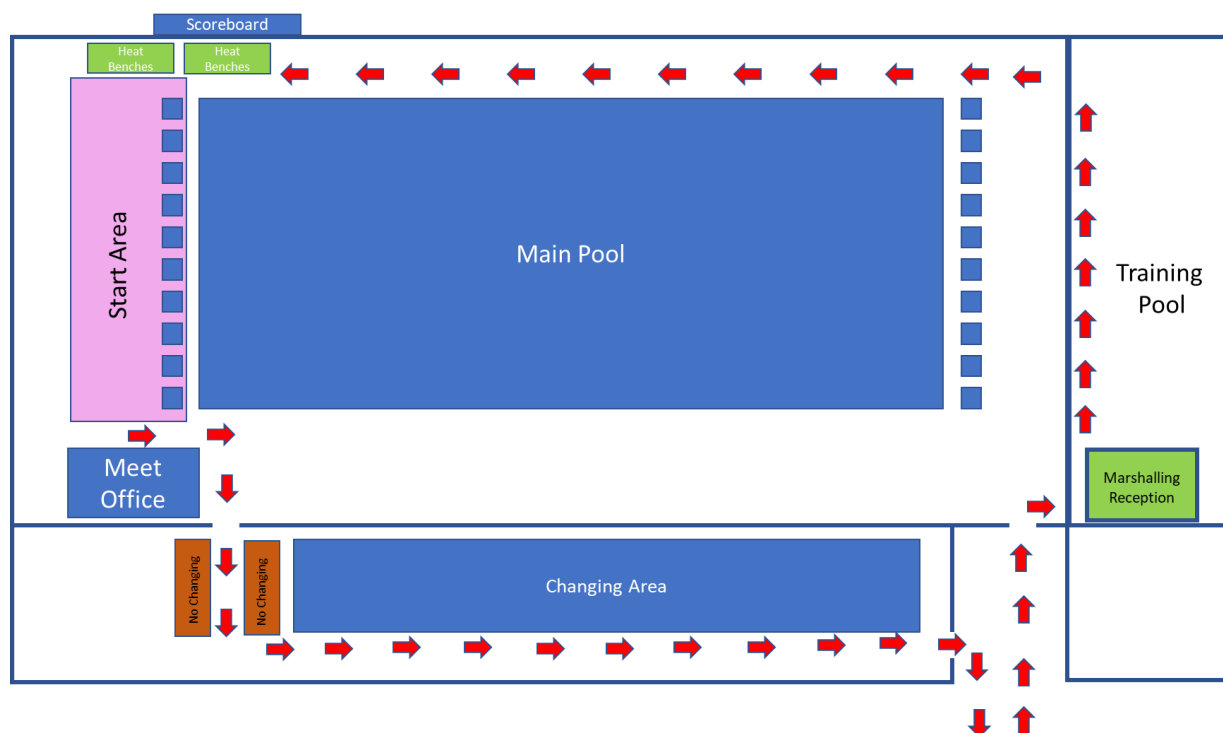 Scoreboard
Heat
Benches
Heat
Benches
Start Area
Main Pool
Training
Pool
Meet
Office
Marshalling
Reception
No Changing
No Changing
Changing Area